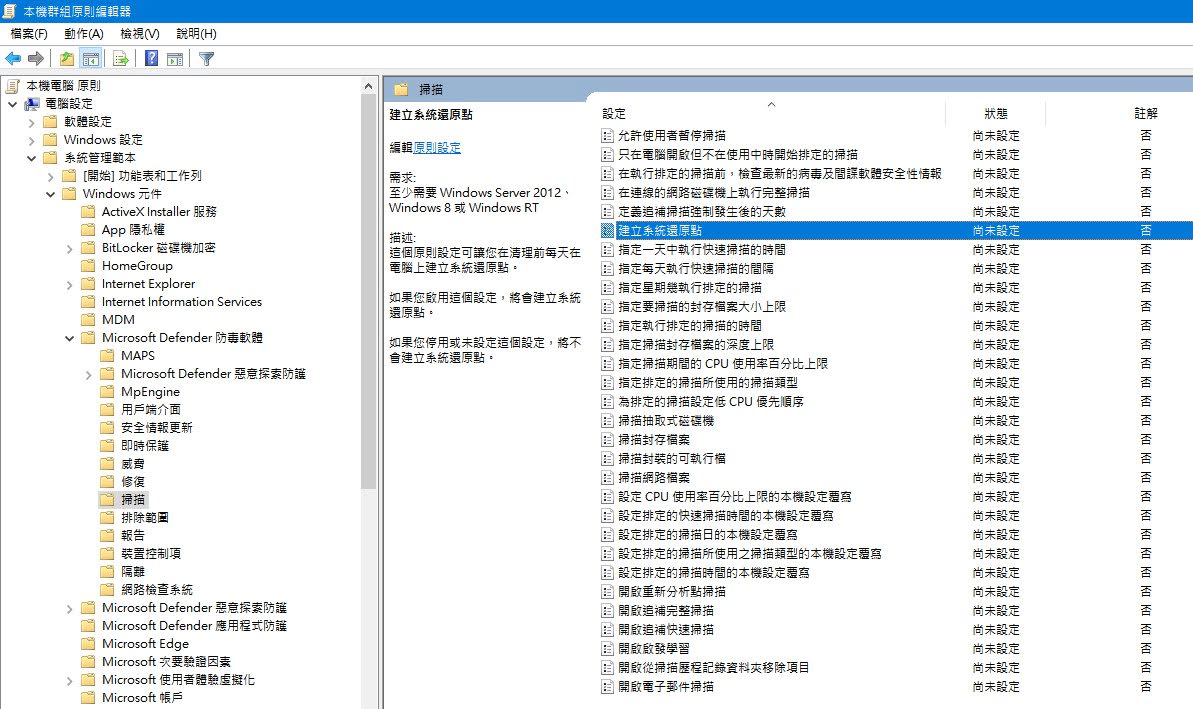 本機群組原則編輯器
檔案(F) 動作(A) 檢視(V) 說明(H)
本機電腦 原則
電腦設定
軟體設定
Windows 設定
系統管理範本
[開始] 功能表和工作列
Windows 元件
ActiveX Installer 服務
App 隱私權
BitLocker 磁碟機加密
HomeGroup
Internet Explorer
Internet Information Services
MDM
Microsoft Defender 防毒軟體
MAPS
Microsoft Defender 惡意探索防護
MpEngine
用戶端介面
安全情報更新
即時保護
威脅
修復
掃描
排除範圍
報告
裝置控制項
隔離
網路檢查系統
Microsoft Defender 惡意探索防護
Microsoft Defender 應用程式防護
Microsoft Edge
Microsoft 次要驗證因素
Microsoft 使用者體驗虛擬化
Microsoft 帳戶
掃描
建立系統還原點
編輯原則設定
需求:
至少需要 Windows Server 2012、
Windows 8 或 Windows RT
描述:
這個原則設定可讓您在清理前每天在
電腦上建立系統還原點。
如果您啟用這個設定，將會建立系統
還原點。
如果您停用或未設定這個設定，將不
會建立系統還原點。
設定 狀態 註解
允許使用者暫停掃描 尚未設定 否
只在電腦開啟但不在使用中時開始排定的掃描 尚未設定 否
在執行排定的掃描前，檢查最新的病毒及間諜軟體安全性情報 尚未設定 否
在連線的網路磁碟機上執行完整掃描 尚未設定 否
定義追補掃描強制發生後的天數 尚未設定 否
建立系統還原點 尚未設定 否
指定一天中執行快速掃描的時間 尚未設定 否
指定每天執行快速掃描的間隔 尚未設定 否
指定星期幾執行排定的掃描 尚未設定 否
指定要掃描的封存檔案大小上限 尚未設定 否
指定執行排定的掃描的時間 尚未設定 否
指定掃描封存檔案的深度上限 尚未設定 否
指定掃描期間的 CPU 使用率百分比上限 尚未設定 否
指定排定的掃描所使用的掃描類型 尚未設定 否
為排定的掃描設定低 CPU 優先順序 尚未設定 否
掃描抽取式磁碟機 尚未設定 否
掃描封存檔案 尚未設定 否
掃描封裝的可執行檔 尚未設定 否
掃描網路檔案 尚未設定 否
設定 CPU 使用率百分比上限的本機設定覆寫 尚未設定 否
設定排定的快速掃描時間的本機設定覆寫 尚未設定 否
設定排定的掃描日的本機設定覆寫 尚未設定 否
設定排定的掃描所使用之掃描類型的本機設定覆寫 尚未設定 否
設定排定的掃描時間的本機設定覆寫 尚未設定 否
開啟重新分析點掃描 尚未設定 否
開啟追補完整掃描 尚未設定 否
開啟追補快速掃描 尚未設定 否
開啟啟發學習 尚未設定 否
開啟從掃描歷程記錄資料夾移除項目 尚未設定 否
開啟電子郵件掃描 尚未設定 否